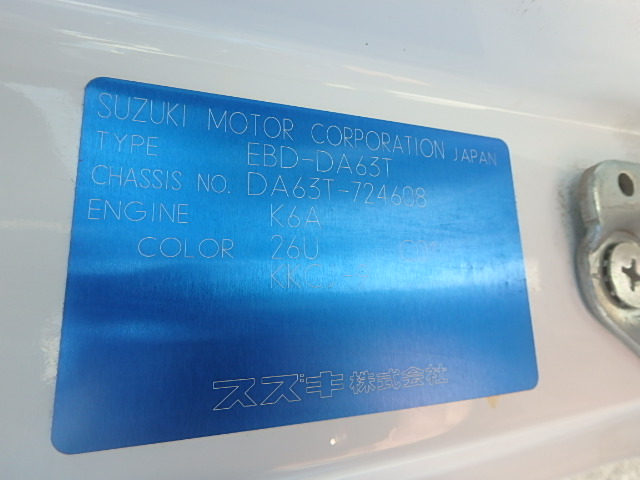 SUZUKI MOTOR CORPORATION JAPAN
TYPE EBD-DA63T
CHASSIS NO. DA63T-724608
ENGINE K6A
COLOR 26U
スズキ株式会社